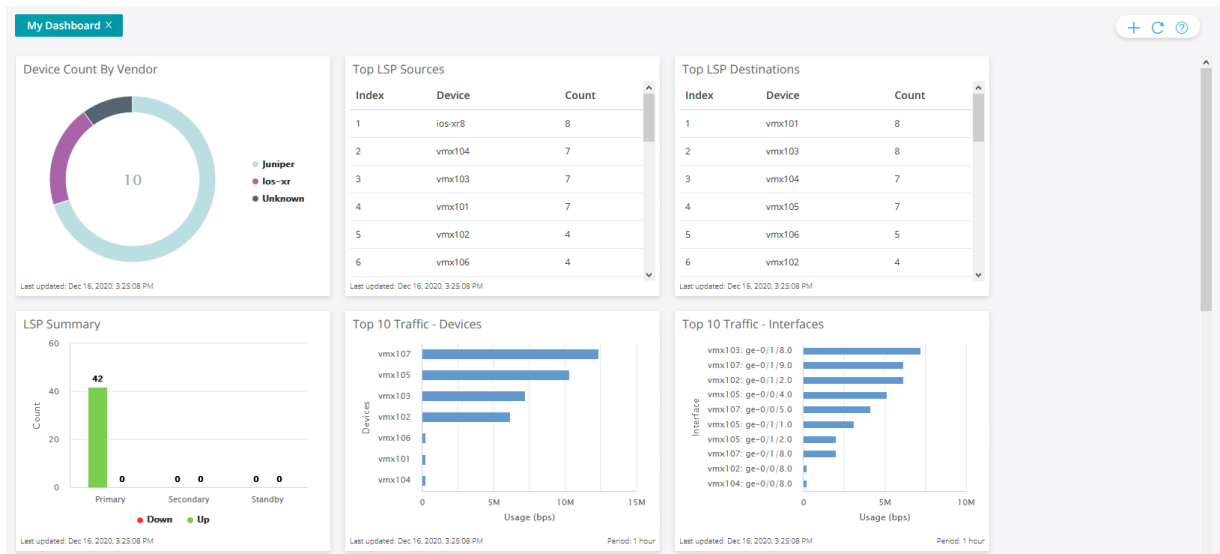 My Dashboard ×
Device Count By Vendor
10
Juniper
Ios-xr
Unknown
Last updated: Dec 16, 2020, 3:25:08 PM
Top LSP Sources
Index Device Count
1 ios-xr8 8
2 vmx104 7
3 vmx103 7
4 vmx101 7
5 vmx102 4
6 vmx106 4
Last updated: Dec 16, 2020, 3:25:08 PM
Top LSP Destinations
Index Device Count
1 vmx101 8
2 vmx103 8
3 vmx104 7
4 vmx105 7
5 vmx106 5
6 vmx102 4
Last updated: Dec 16, 2020, 3:25:08 PM
LSP Summary
60
40
20
0
Count
42 0 0 0 0 0
Primary Secondary Standby
Down Up
Last updated: Dec 16, 2020, 3:25:08 PM
Top 10 Traffic - Devices
Devices
vmx107
vmx105
vmx103
vmx102
vmx106
vmx101
vmx104
0 5M 10M 15M
Usage (bps)
Last updated: Dec 16, 2020, 3:25:08 PM Period: 1 hour
Top 10 Traffic - Interfaces
Interface
vmx103: ge-0/1/8.0
vmx107: ge-0/1/9.0
vmx102: ge-0/1/2.0
vmx105: ge-0/0/4.0
vmx107: ge-0/0/5.0
vmx105: ge-0/1/1.0
vmx105: ge-0/1/2.0
vmx107: ge-0/1/8.0
vmx102: ge-0/0/8.0
vmx104: ge-0/0/8.0
0 5M 10M
Usage (bps)
Last updated: Dec 16, 2020, 3:25:08 PM Period: 1 hour